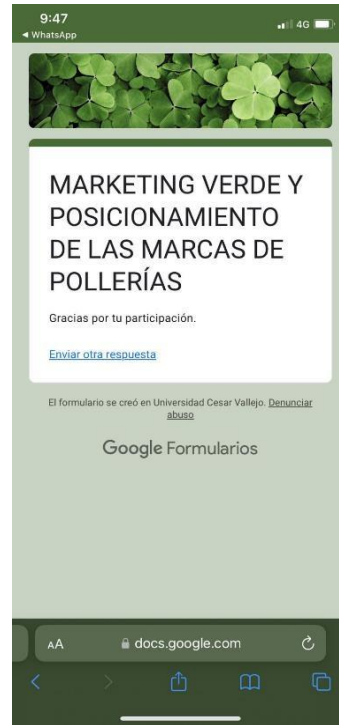 9:47
4G
◀ WhatsApp
MARKETING VERDE Y
POSICIONAMIENTO
DE LAS MARCAS DE
POLLERÍAS
Gracias por tu participación.
Enviar otra respuesta
El formulario se creó en Universidad Cesar Vallejo. Denunciar
abuso
Google Formularios
AA docs.google.com